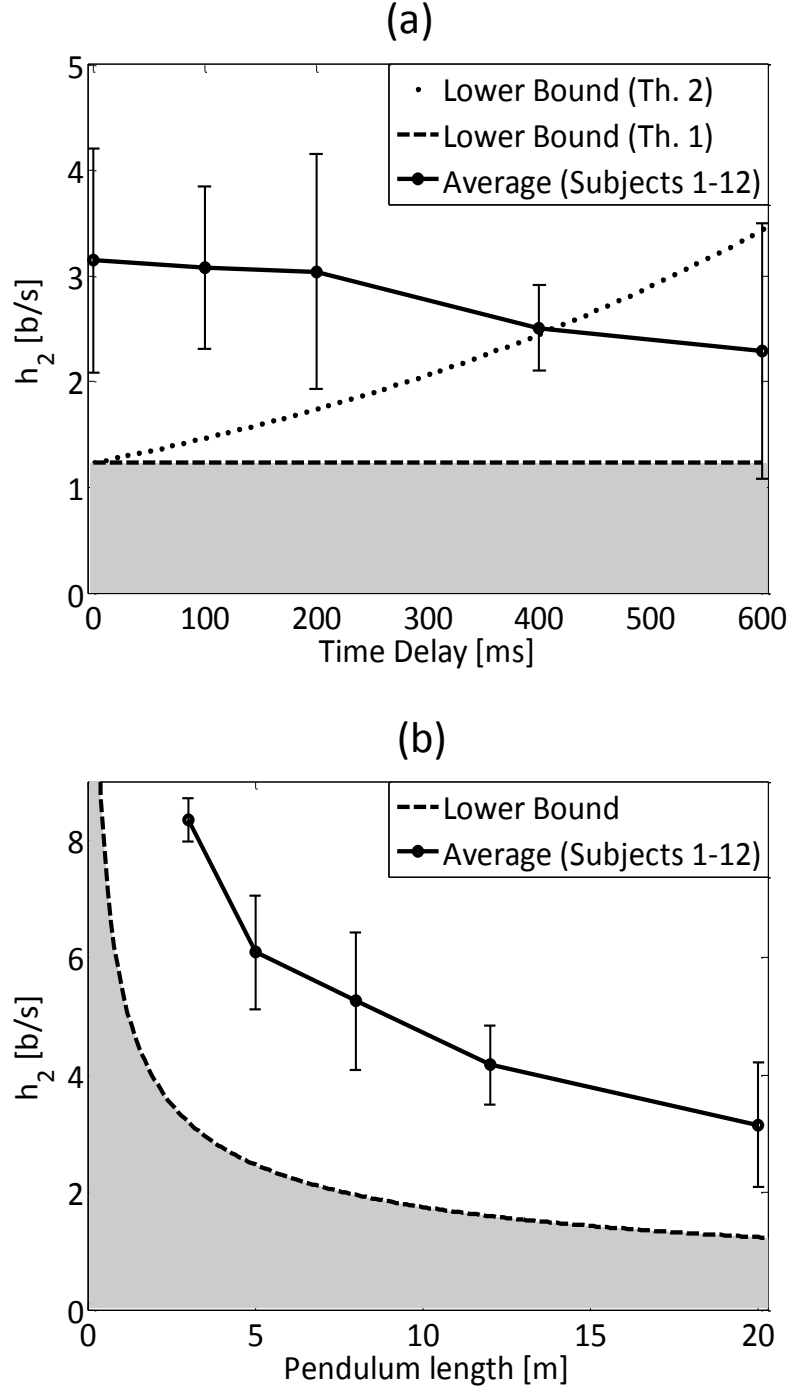 (a)
5
4
3
2
1
0
h2 [b/s]
Lower Bound (Th. 2)
Lower Bound (Th. 1)
Average (Subjects 1-12)
0 100 200 300 400 500 600
Time Delay [ms]
(b)
8
6
4
2
0
h2 [b/s]
Lower Bound
Average (Subjects 1-12)
0 5 10 15 20
Pendulum length [m]